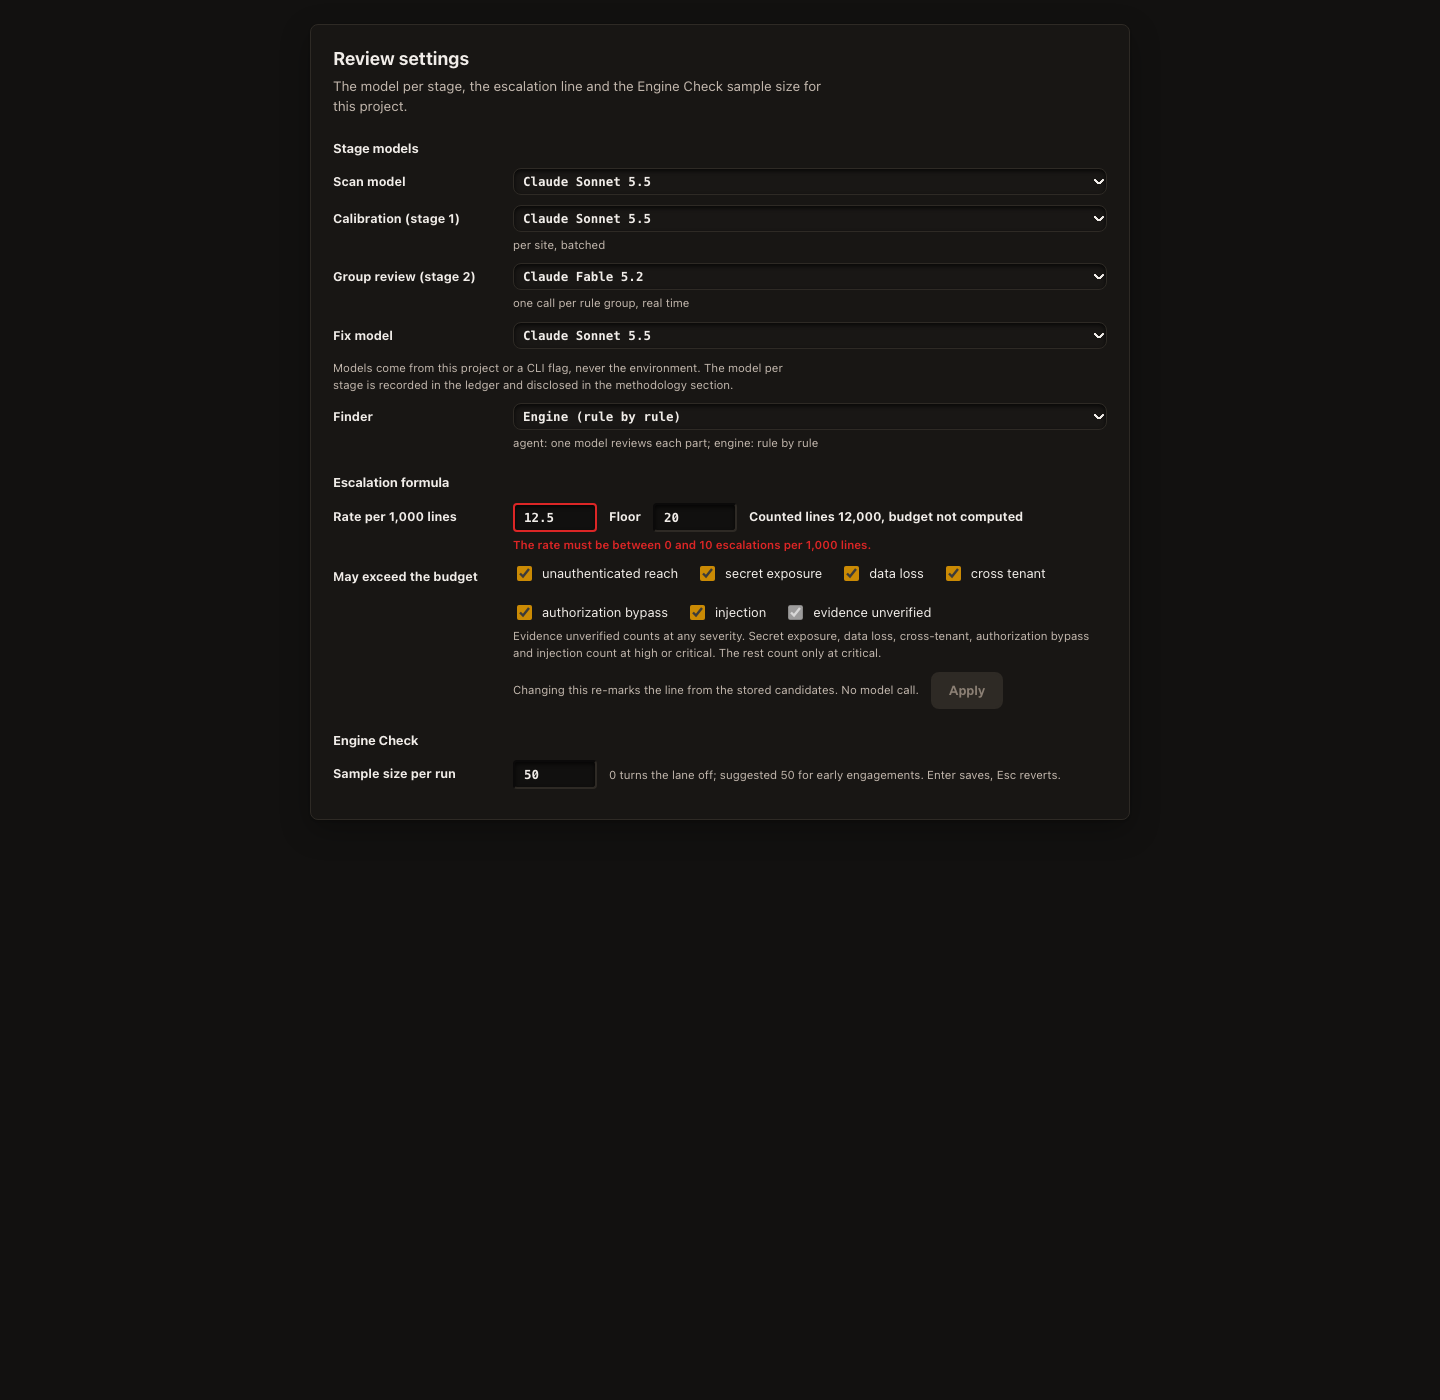 Review settings
The model per stage, the escalation line and the Engine Check sample size for
this project.
Stage models
Scan model
Claude Sonnet 5.5
Calibration (stage 1)
Claude Sonnet 5.5
per site, batched
Group review (stage 2)
Claude Fable 5.2
one call per rule group, real time
Fix model
Claude Sonnet 5.5
Models come from this project or a CLI flag, never the environment. The model per
stage is recorded in the ledger and disclosed in the methodology section.
Finder
Engine (rule by rule)
agent: one model reviews each part; engine: rule by rule
Escalation formula
Rate per 1,000 lines
12.5
Floor
20
Counted lines 12,000, budget not computed
The rate must be between 0 and 10 escalations per 1,000 lines.
May exceed the budget
unauthenticated reach
secret exposure
data loss
cross tenant
authorization bypass
injection
evidence unverified
Evidence unverified counts at any severity. Secret exposure, data loss, cross-tenant, authorization bypass
and injection count at high or critical. The rest count only at critical.
Changing this re-marks the line from the stored candidates. No model call.
Apply
Engine Check
Sample size per run
50
0 turns the lane off; suggested 50 for early engagements. Enter saves, Esc reverts.